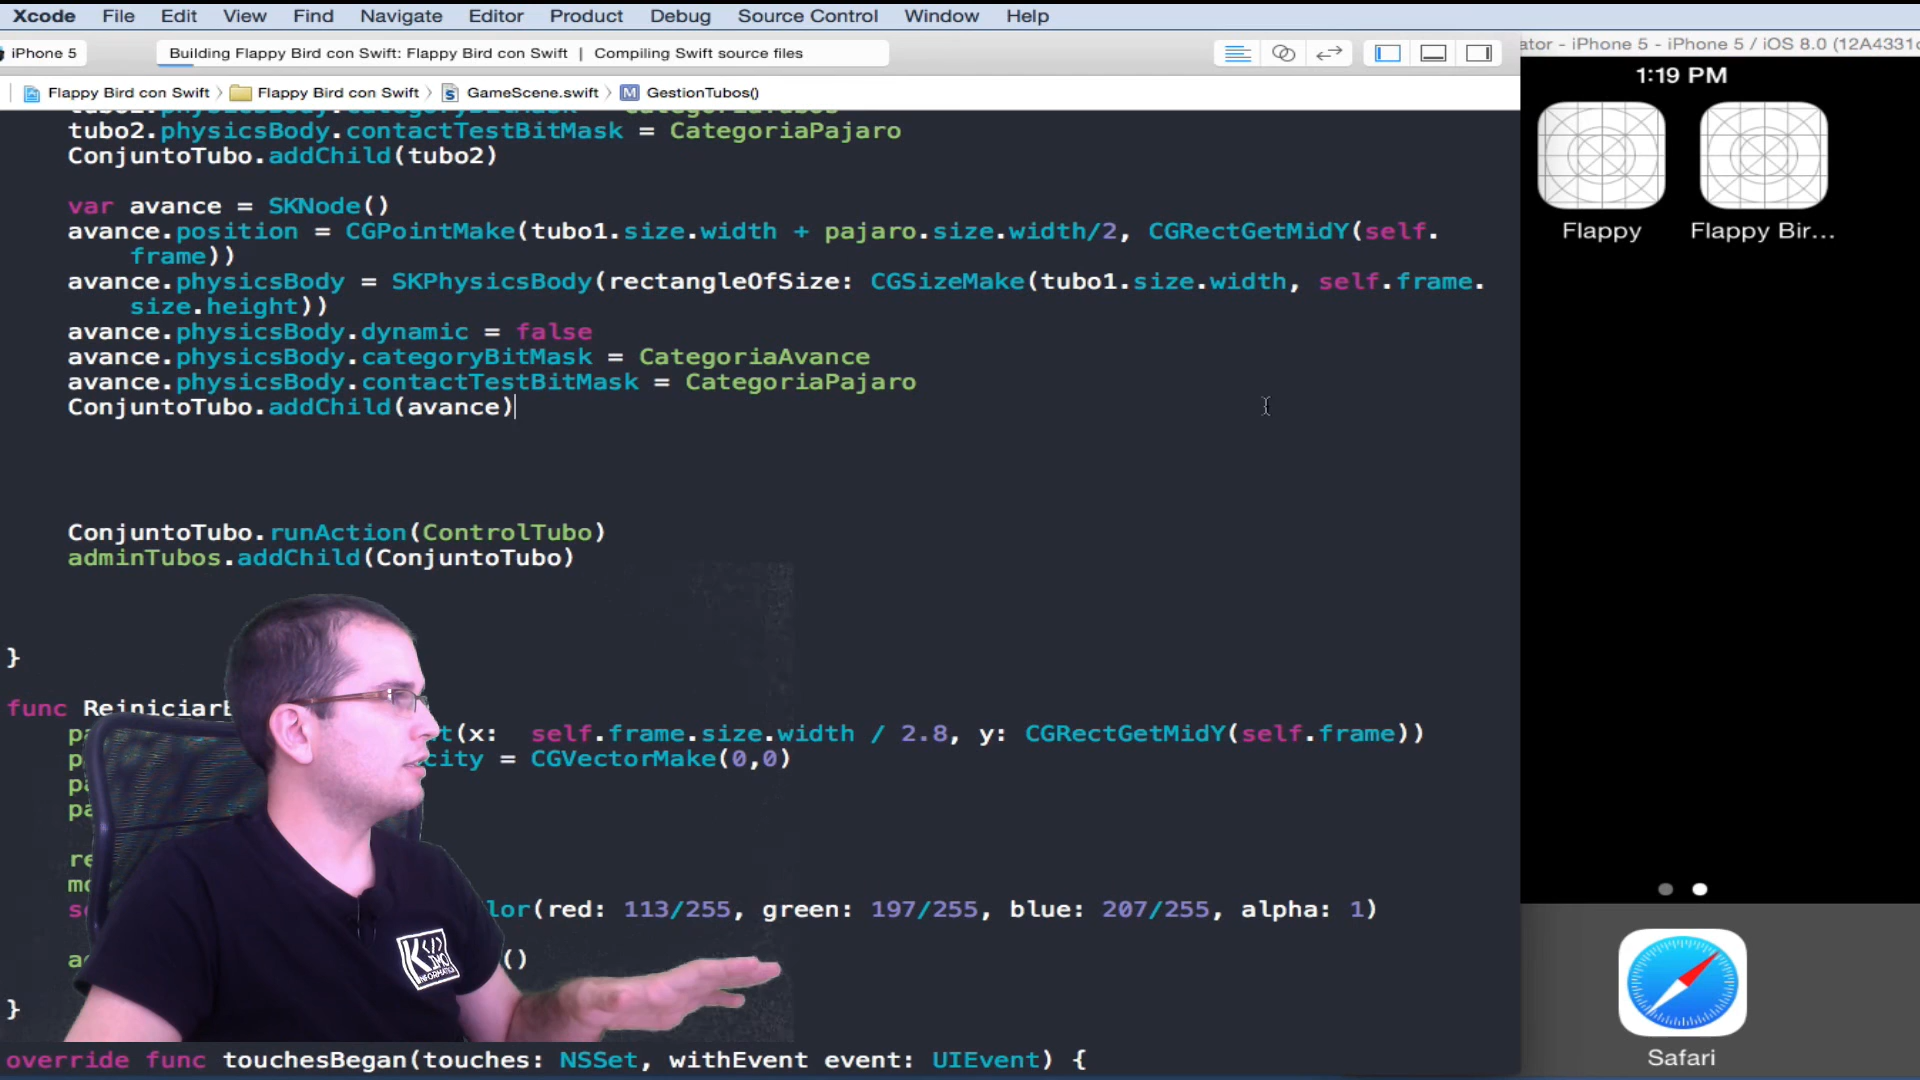 Xcode File Edit View Find Navigate Editor Product Debug Source Control Window Help
iPhone 5
Building Flappy Bird con Swift: Flappy Bird con Swift | Compiling Swift source files
ator - iPhone 5 - iPhone 5 / iOS 8.0 (12A4331
Flappy Bird con Swift 〉 Flappy Bird con Swift 〉 GameScene.swift 〉 M GestionTubos()
1:19 PM
Flappy
Flappy Bir...
tubo2.physicsBody.contactTestBitMask = CategoriaPajaro
ConjuntoTubo.addChild(tubo2)
var avance = SKNode()
avance.position = CGPointMake(tubo1.size.width + pajaro.size.width/2, CGRectGetMidY(self.
frame))
avance.physicsBody = SKPhysicsBody(rectangleOfSize: CGSizeMake(tubo1.size.width, self.frame.
size.height))
avance.physicsBody.dynamic = false
avance.physicsBody.categoryBitMask = CategoriaAvance
avance.physicsBody.contactTestBitMask = CategoriaPajaro
ConjuntoTubo.addChild(avance)
ConjuntoTubo.runAction(ControlTubo)
adminTubos.addChild(ConjuntoTubo)
}
func Reiniciar
(x: self.frame.size.width / 2.8, y: CGRectGetMidY(self.frame))
city = CGVectorMake(0,0)
lor(red: 113/255, green: 197/255, blue: 207/255, alpha: 1)
()
}
override func touchesBegan(touches: NSSet, withEvent event: UIEvent) {
Safari